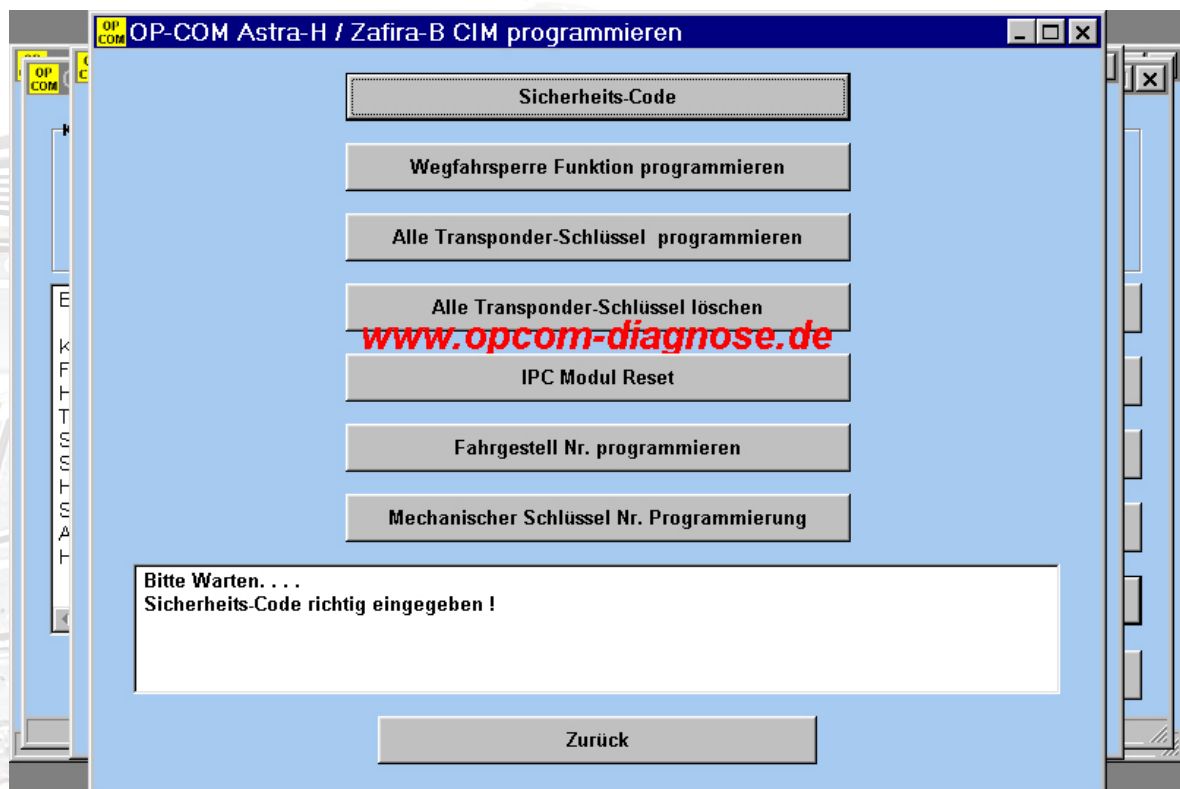 OP COM OP-COM Astra-H / Zafira-B CIM programmieren
OP COM
Sicherheits-Code
Wegfahrsperre Funktion programmieren
Alle Transponder-Schlüssel programmieren
Alle Transponder-Schlüssel löschen
www.opcom-diagnose.de
IPC Modul Reset
Fahrgestell Nr. programmieren
Mechanischer Schlüssel Nr. Programmierung
E
K
F
H
T
S
S
H
S
A
H
Bitte Warten. . . .
Sicherheits-Code richtig eingegeben !
Zurück